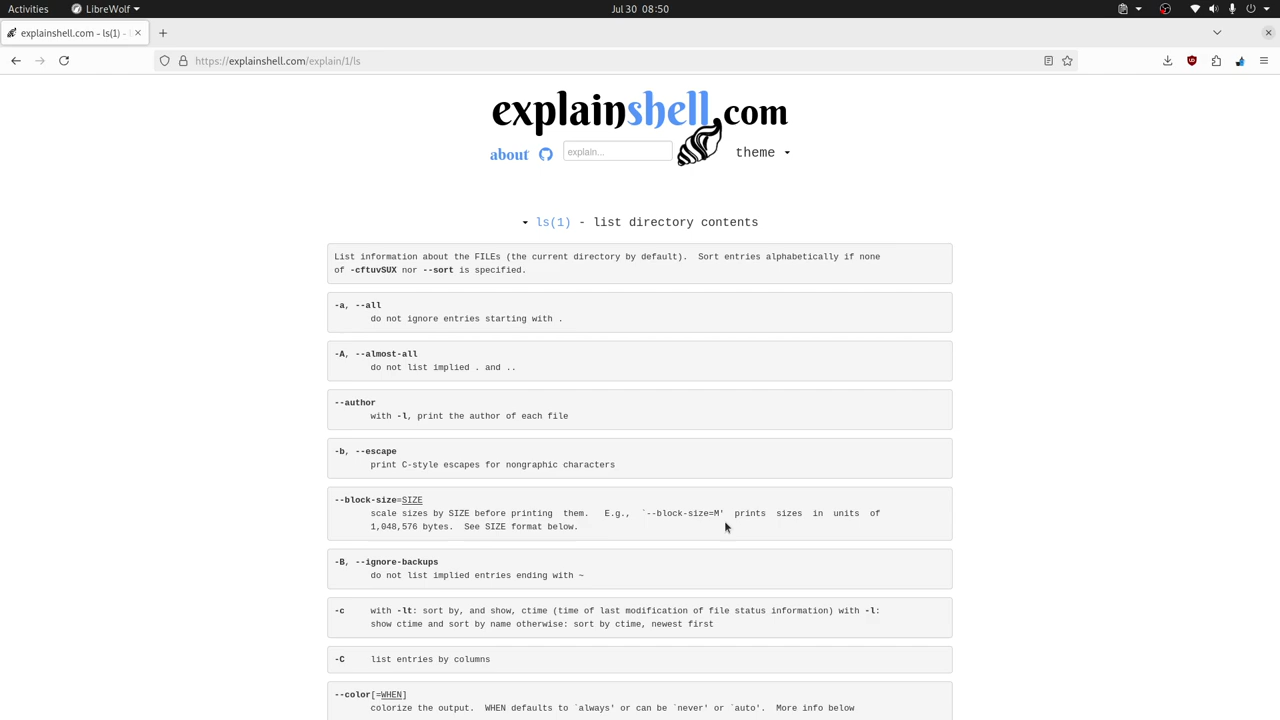 Activities LibreWolf Jul 30 08:50
explainshell.com - ls(1) -
https://explainshell.com/explain/1/ls
explainshell.com
about explain... theme
ls(1) - list directory contents
List information about the FILEs (the current directory by default).  Sort entries alphabetically if none
of -cftuvSUX nor --sort is specified.
-a, --all
do not ignore entries starting with .
-A, --almost-all
do not list implied . and ..
--author
with -l, print the author of each file
-b, --escape
print C-style escapes for nongraphic characters
--block-size=SIZE
scale sizes by SIZE before printing  them.   E.g.,  `--block-size=M'  prints  sizes  in  units  of
1,048,576 bytes.  See SIZE format below.
-B, --ignore-backups
do not list implied entries ending with ~
-c with -lt: sort by, and show, ctime (time of last modification of file status information) with -l:
show ctime and sort by name otherwise: sort by ctime, newest first
-C list entries by columns
--color[=WHEN]
colorize the output.  WHEN defaults to `always' or can be `never' or `auto'.  More info below